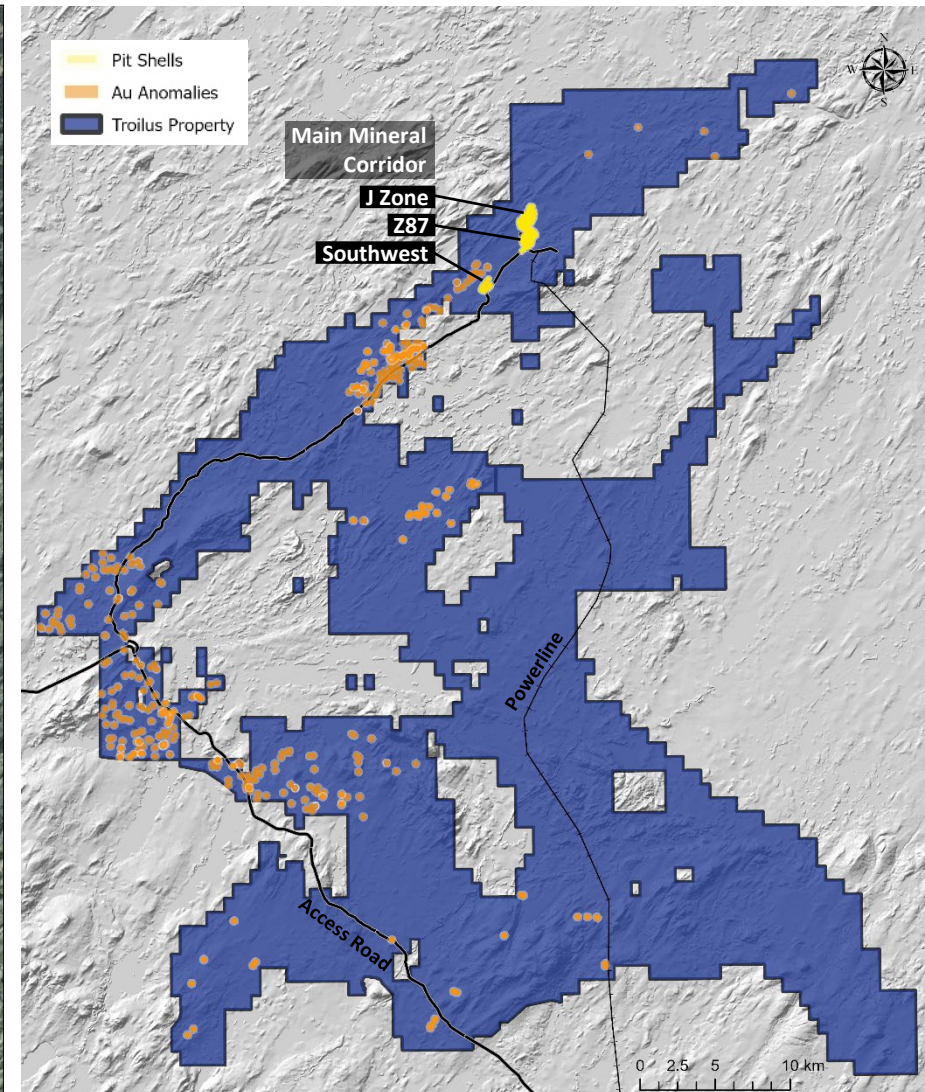 Pit Shells
Au Anomalies
Troilus Property
N
W
E
S
Main Mineral
Corridor
J Zone
Z87
Southwest
Powerline
Access Road
0 2.5 5 10 km